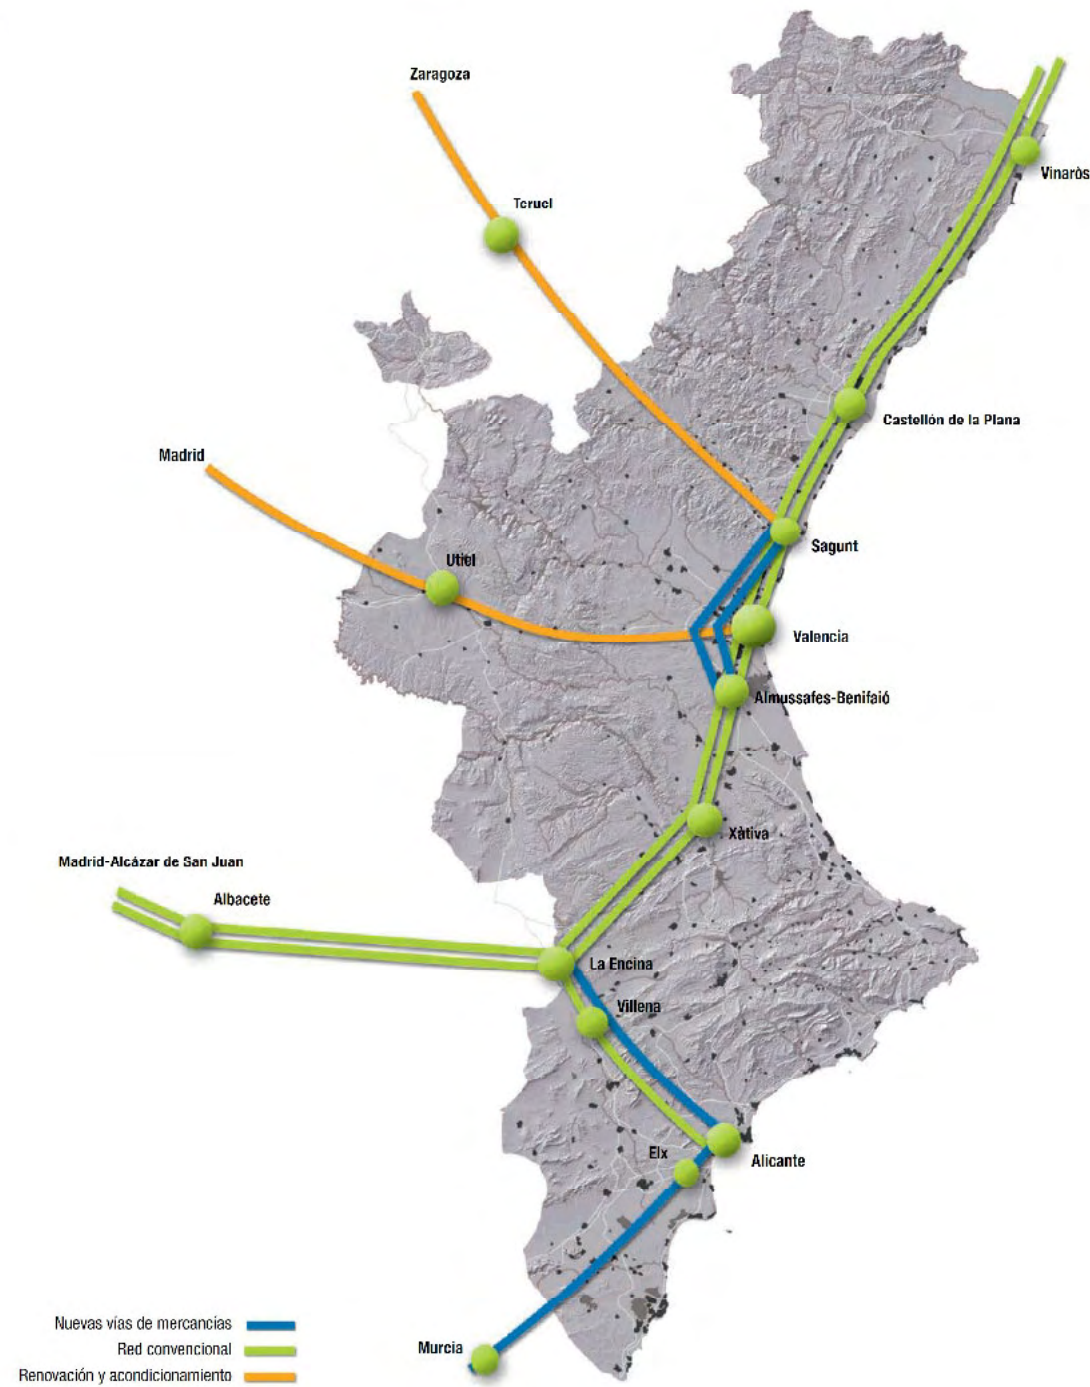 Zaragoza
Vinaròs
Teruel
Castellón de la Plana
Madrid
Sagunt
Utiel
Valencia
Almussafes-Benifaió
Xàtiva
Madrid-Alcázar de San Juan
Albacete
La Encina
Villena
Elx
Alicante
Nuevas vías de mercancías
Red convencional
Murcia
Renovación y acondicionamiento